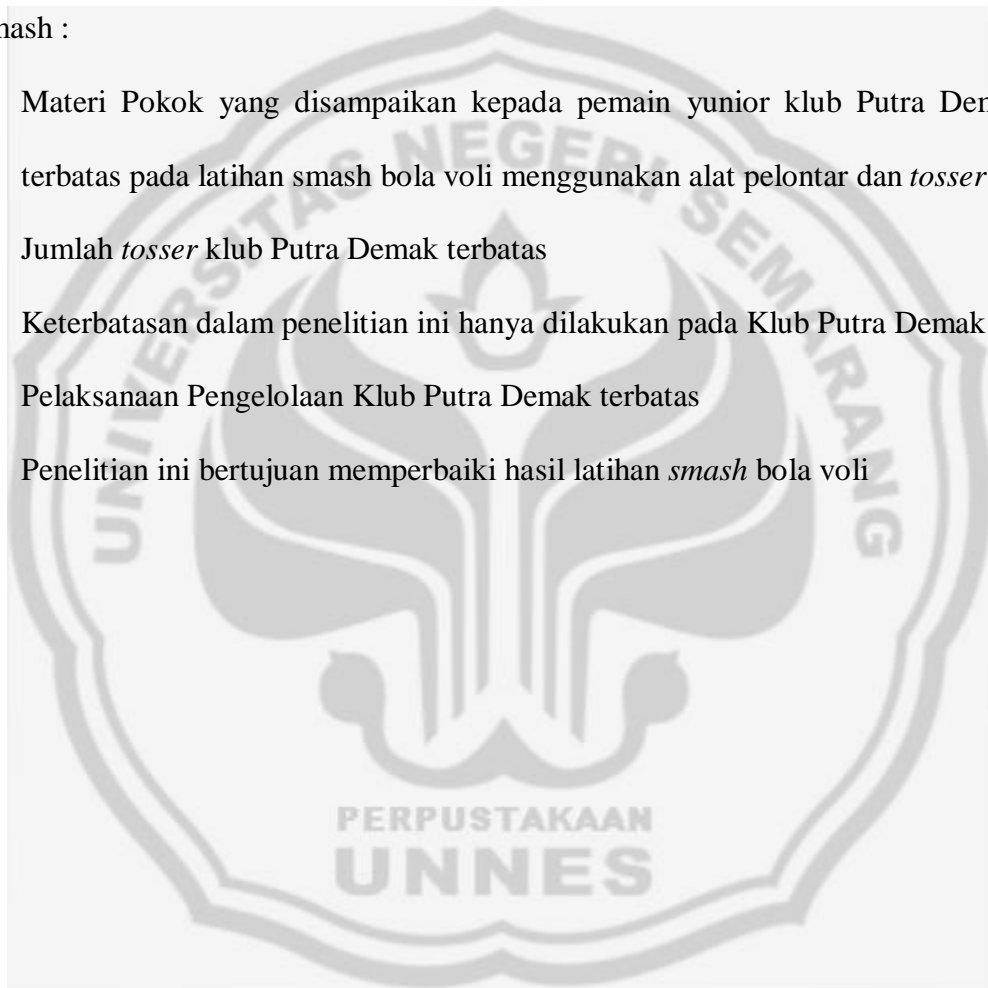 mash :
Materi Pokok yang disampaikan kepada pemain yunior klub Putra Dem
terbatas pada latihan smash bola voli menggunakan alat pelontar dan tosser
Jumlah tosser klub Putra Demak terbatas
Keterbatasan dalam penelitian ini hanya dilakukan pada Klub Putra Demak
Pelaksanaan Pengelolaan Klub Putra Demak terbatas
Penelitian ini bertujuan memperbaiki hasil latihan smash bola voli
UNIVERSITAS NEGERI SEMARANG
PERPUSTAKAAN
UNNES